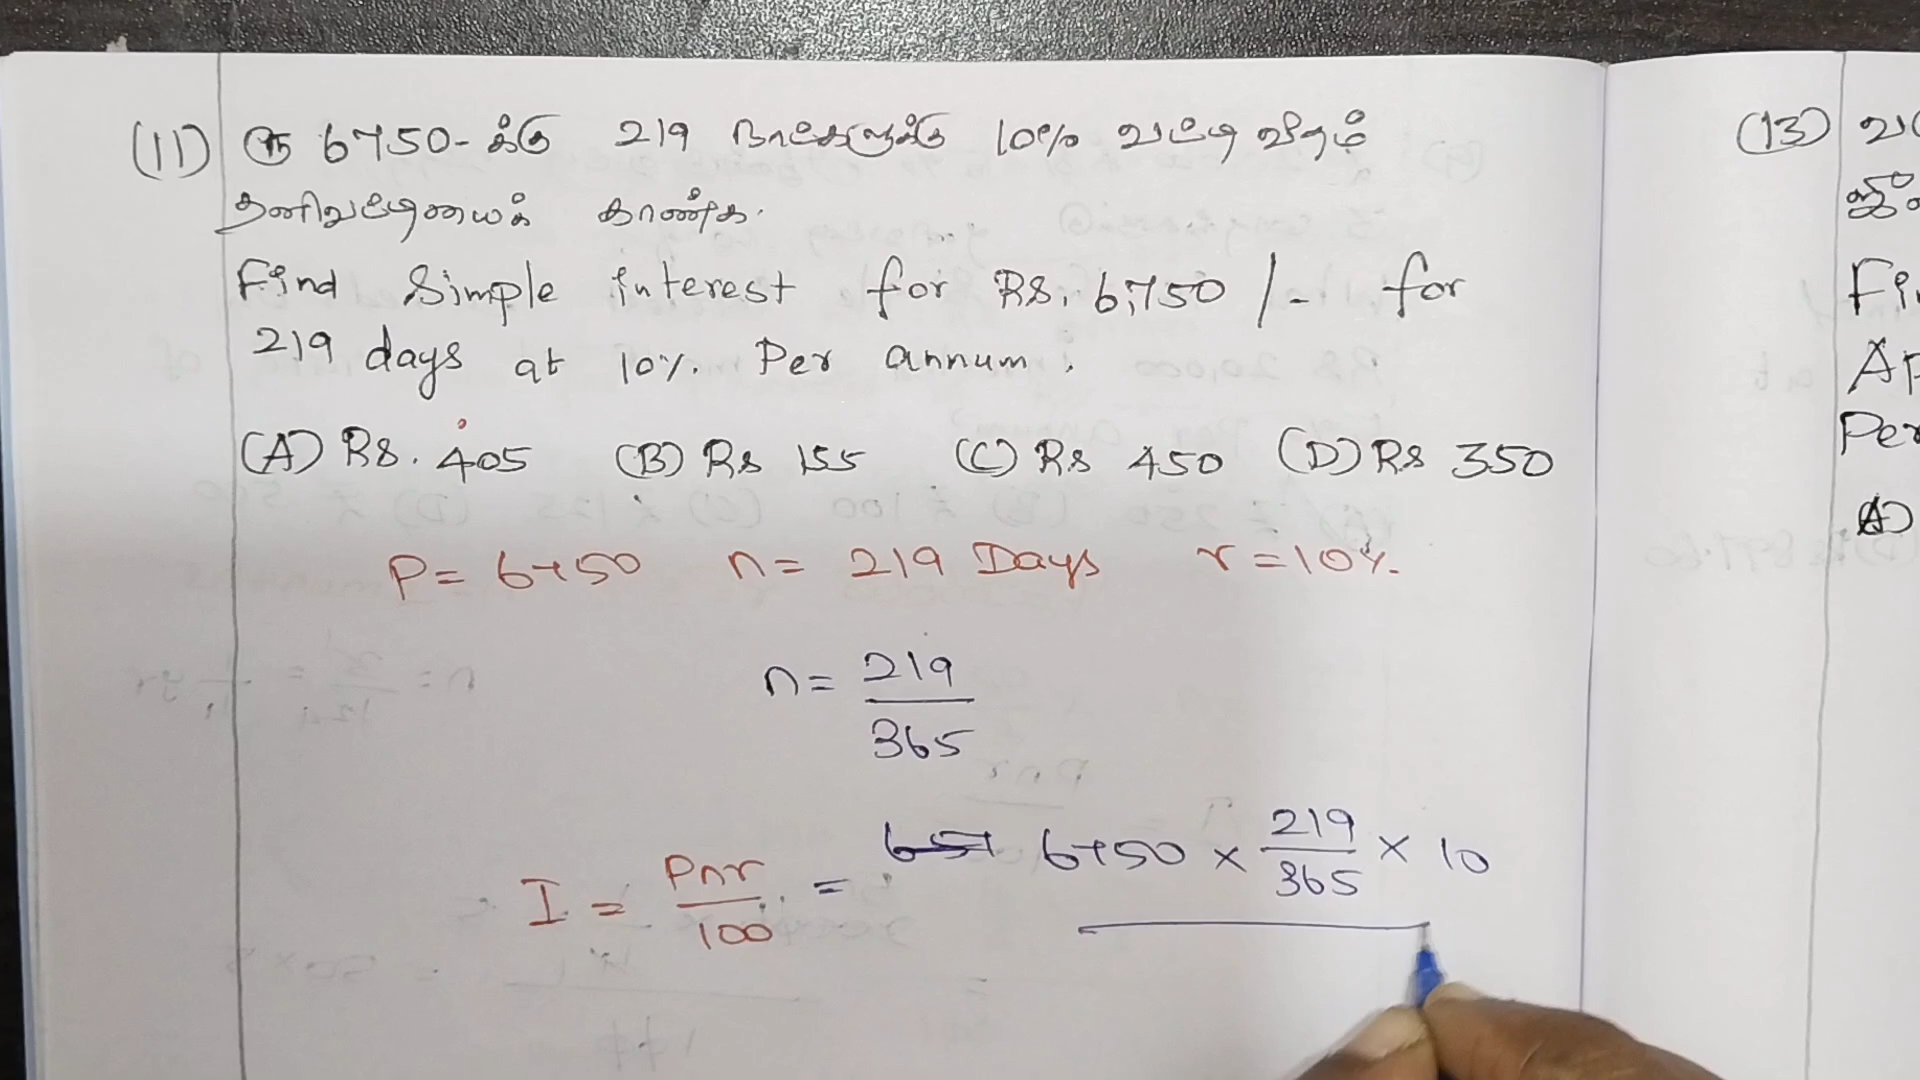 (11) ரூ 6750-க்கு 219 நாட்களுக்கு 10% வட்டி வீதம்
தனிவட்டியைக் காண்க.
Find Simple interest for Rs. 6,750/- for
219 days at 10% Per annum.
(A) Rs. 405 (B) Rs 155 (C) Rs 450 (D) Rs 350
P = 6750 n = 219 Days r = 10%.
n = 219/365
I = Pnr/100 = 6750 × 219/365 × 10
(13)
Per
(A)